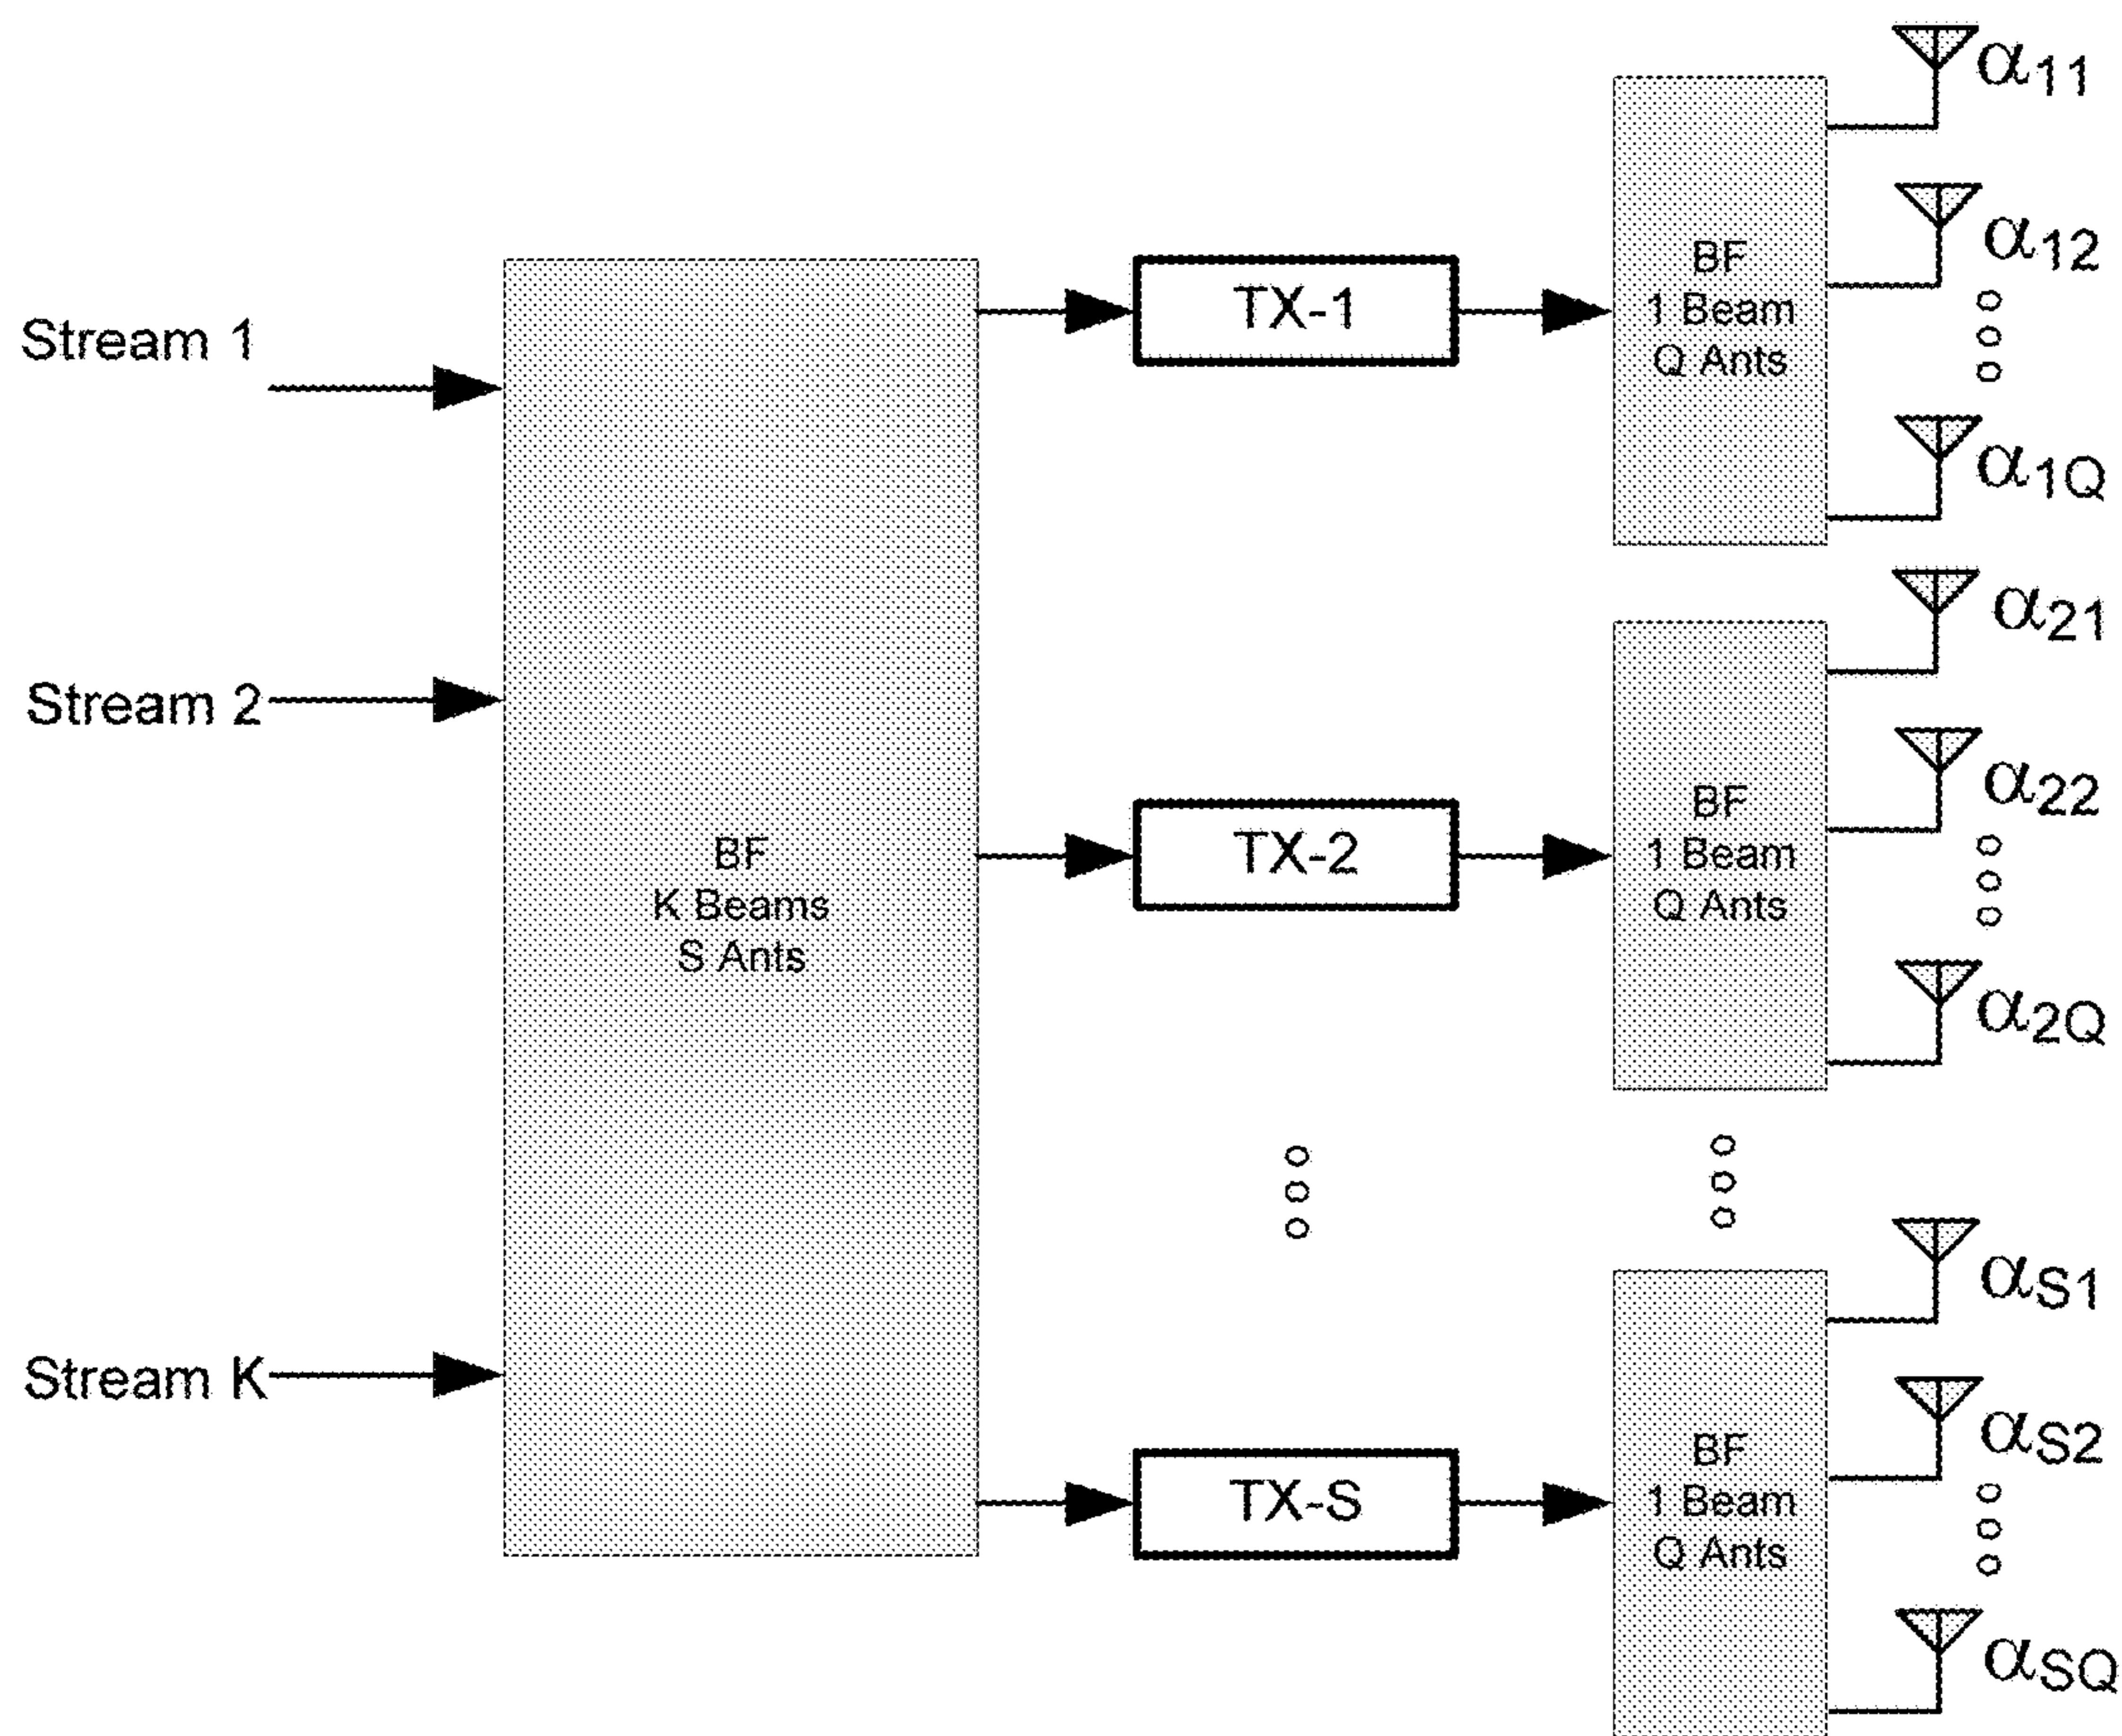 Stream 1
Stream 2
Stream K
BF
K Beams
S Ants
TX-1
TX-2
TX-S
BF
1 Beam
Q Ants
BF
1 Beam
Q Ants
BF
1 Beam
Q Ants
α11
α12
α1Q
α21
α22
α2Q
αS1
αS2
αSQ